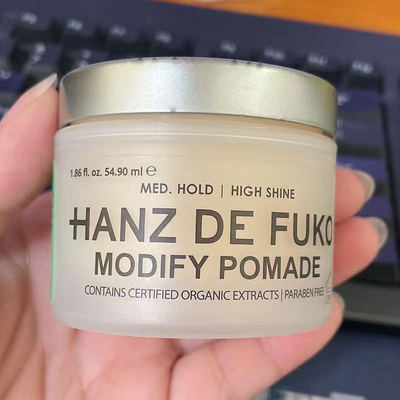 1.86 fl. oz. 54.90 ml ℮
MED. HOLD | HIGH SHINE
HANZ DE FUKO
MODIFY POMADE
CONTAINS CERTIFIED ORGANIC EXTRACTS | PARABEN FREE